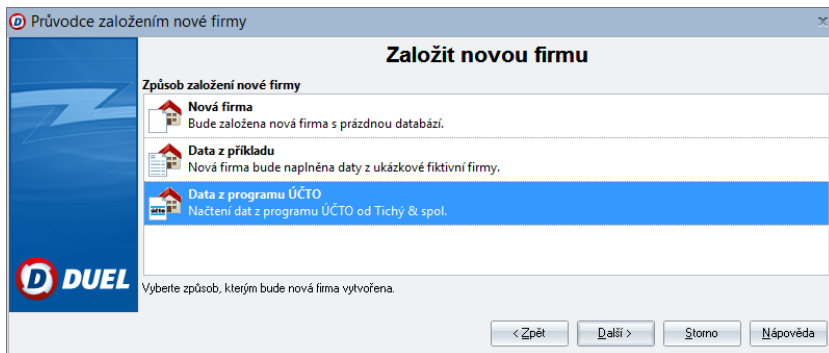 Průvodce založením nové firmy
Založit novou firmu
Způsob založení nové firmy
Nová firma
Bude založena nová firma s prázdnou databází.
Data z příkladu
Nová firma bude naplněna daty z ukázkové fiktivní firmy.
Data z programu ÚČTO
Načtení dat z programu ÚČTO od Tichý & spol.
účto
D DUEL
Vyberte způsob, kterým bude nová firma vytvořena.
< Zpět
Další >
Storno
Nápověda